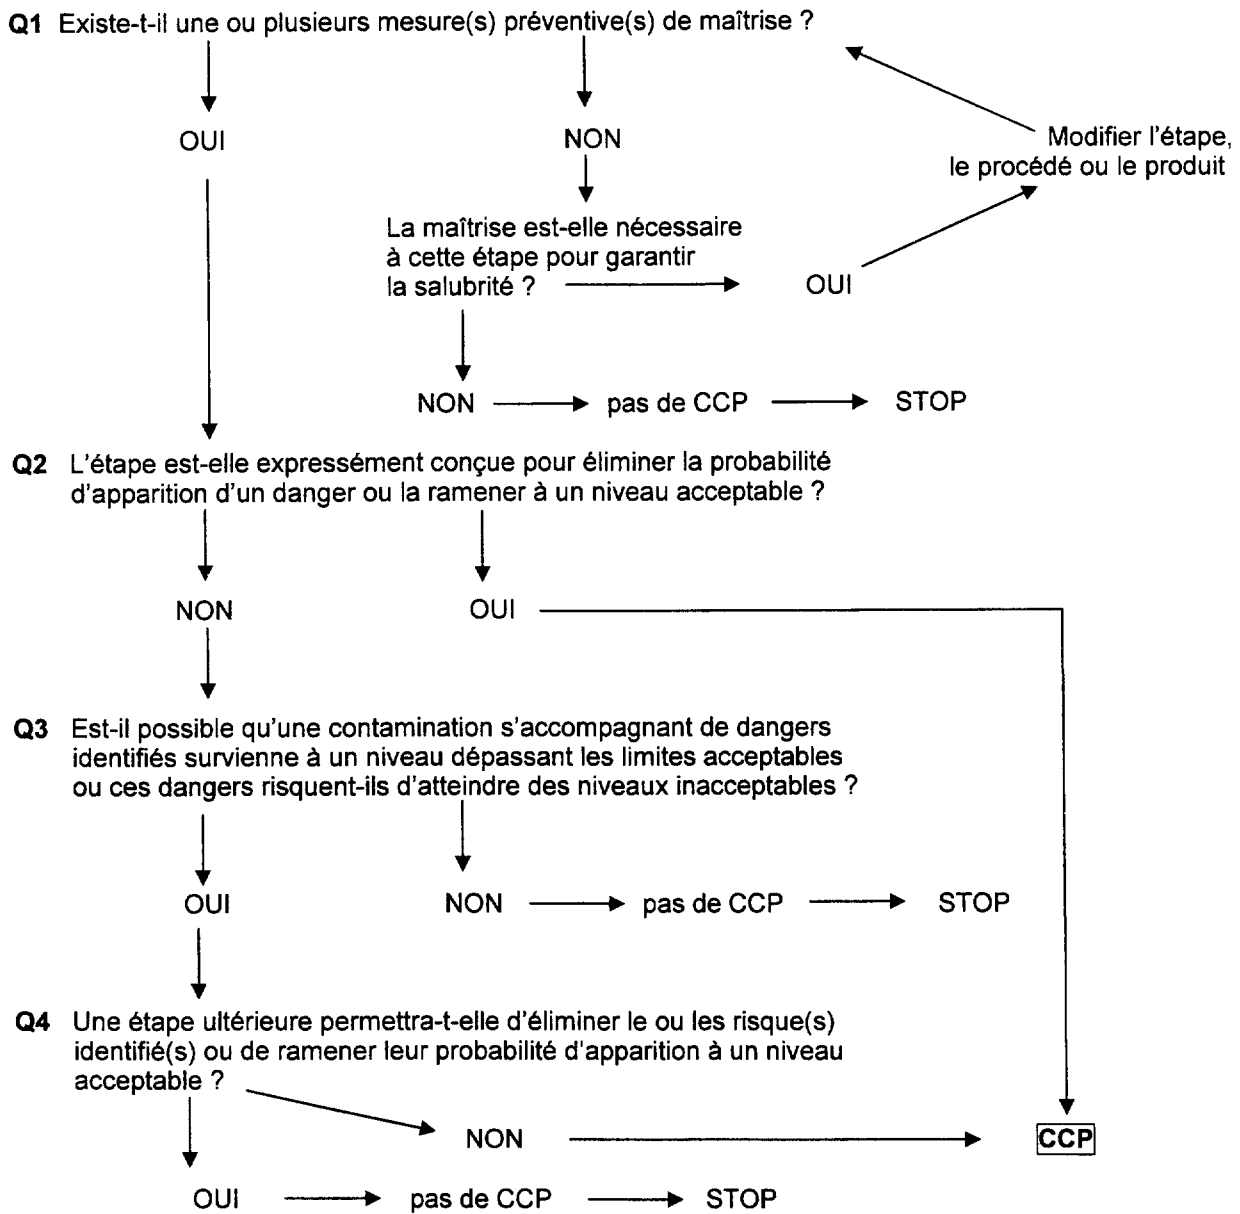 Q1 Existe-t-il une ou plusieurs mesure(s) préventive(s) de maîtrise ?
OUI
NON
Modifier l'étape,
le procédé ou le produit
La maîtrise est-elle nécessaire
à cette étape pour garantir
la salubrité ?
OUI
NON
pas de CCP
STOP
Q2 L'étape est-elle expressément conçue pour éliminer la probabilité
d'apparition d'un danger ou la ramener à un niveau acceptable ?
NON
OUI
Q3 Est-il possible qu'une contamination s'accompagnant de dangers
identifiés survienne à un niveau dépassant les limites acceptables
ou ces dangers risquent-ils d'atteindre des niveaux inacceptables ?
OUI
NON
pas de CCP
STOP
Q4 Une étape ultérieure permettra-t-elle d'éliminer le ou les risque(s)
identifié(s) ou de ramener leur probabilité d'apparition à un niveau
acceptable ?
NON
CCP
OUI
pas de CCP
STOP